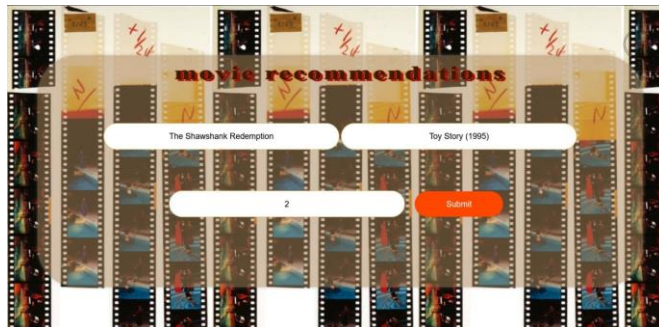 movie recommendations
The Shawshank Redemption
Toy Story (1995)
2
Submit